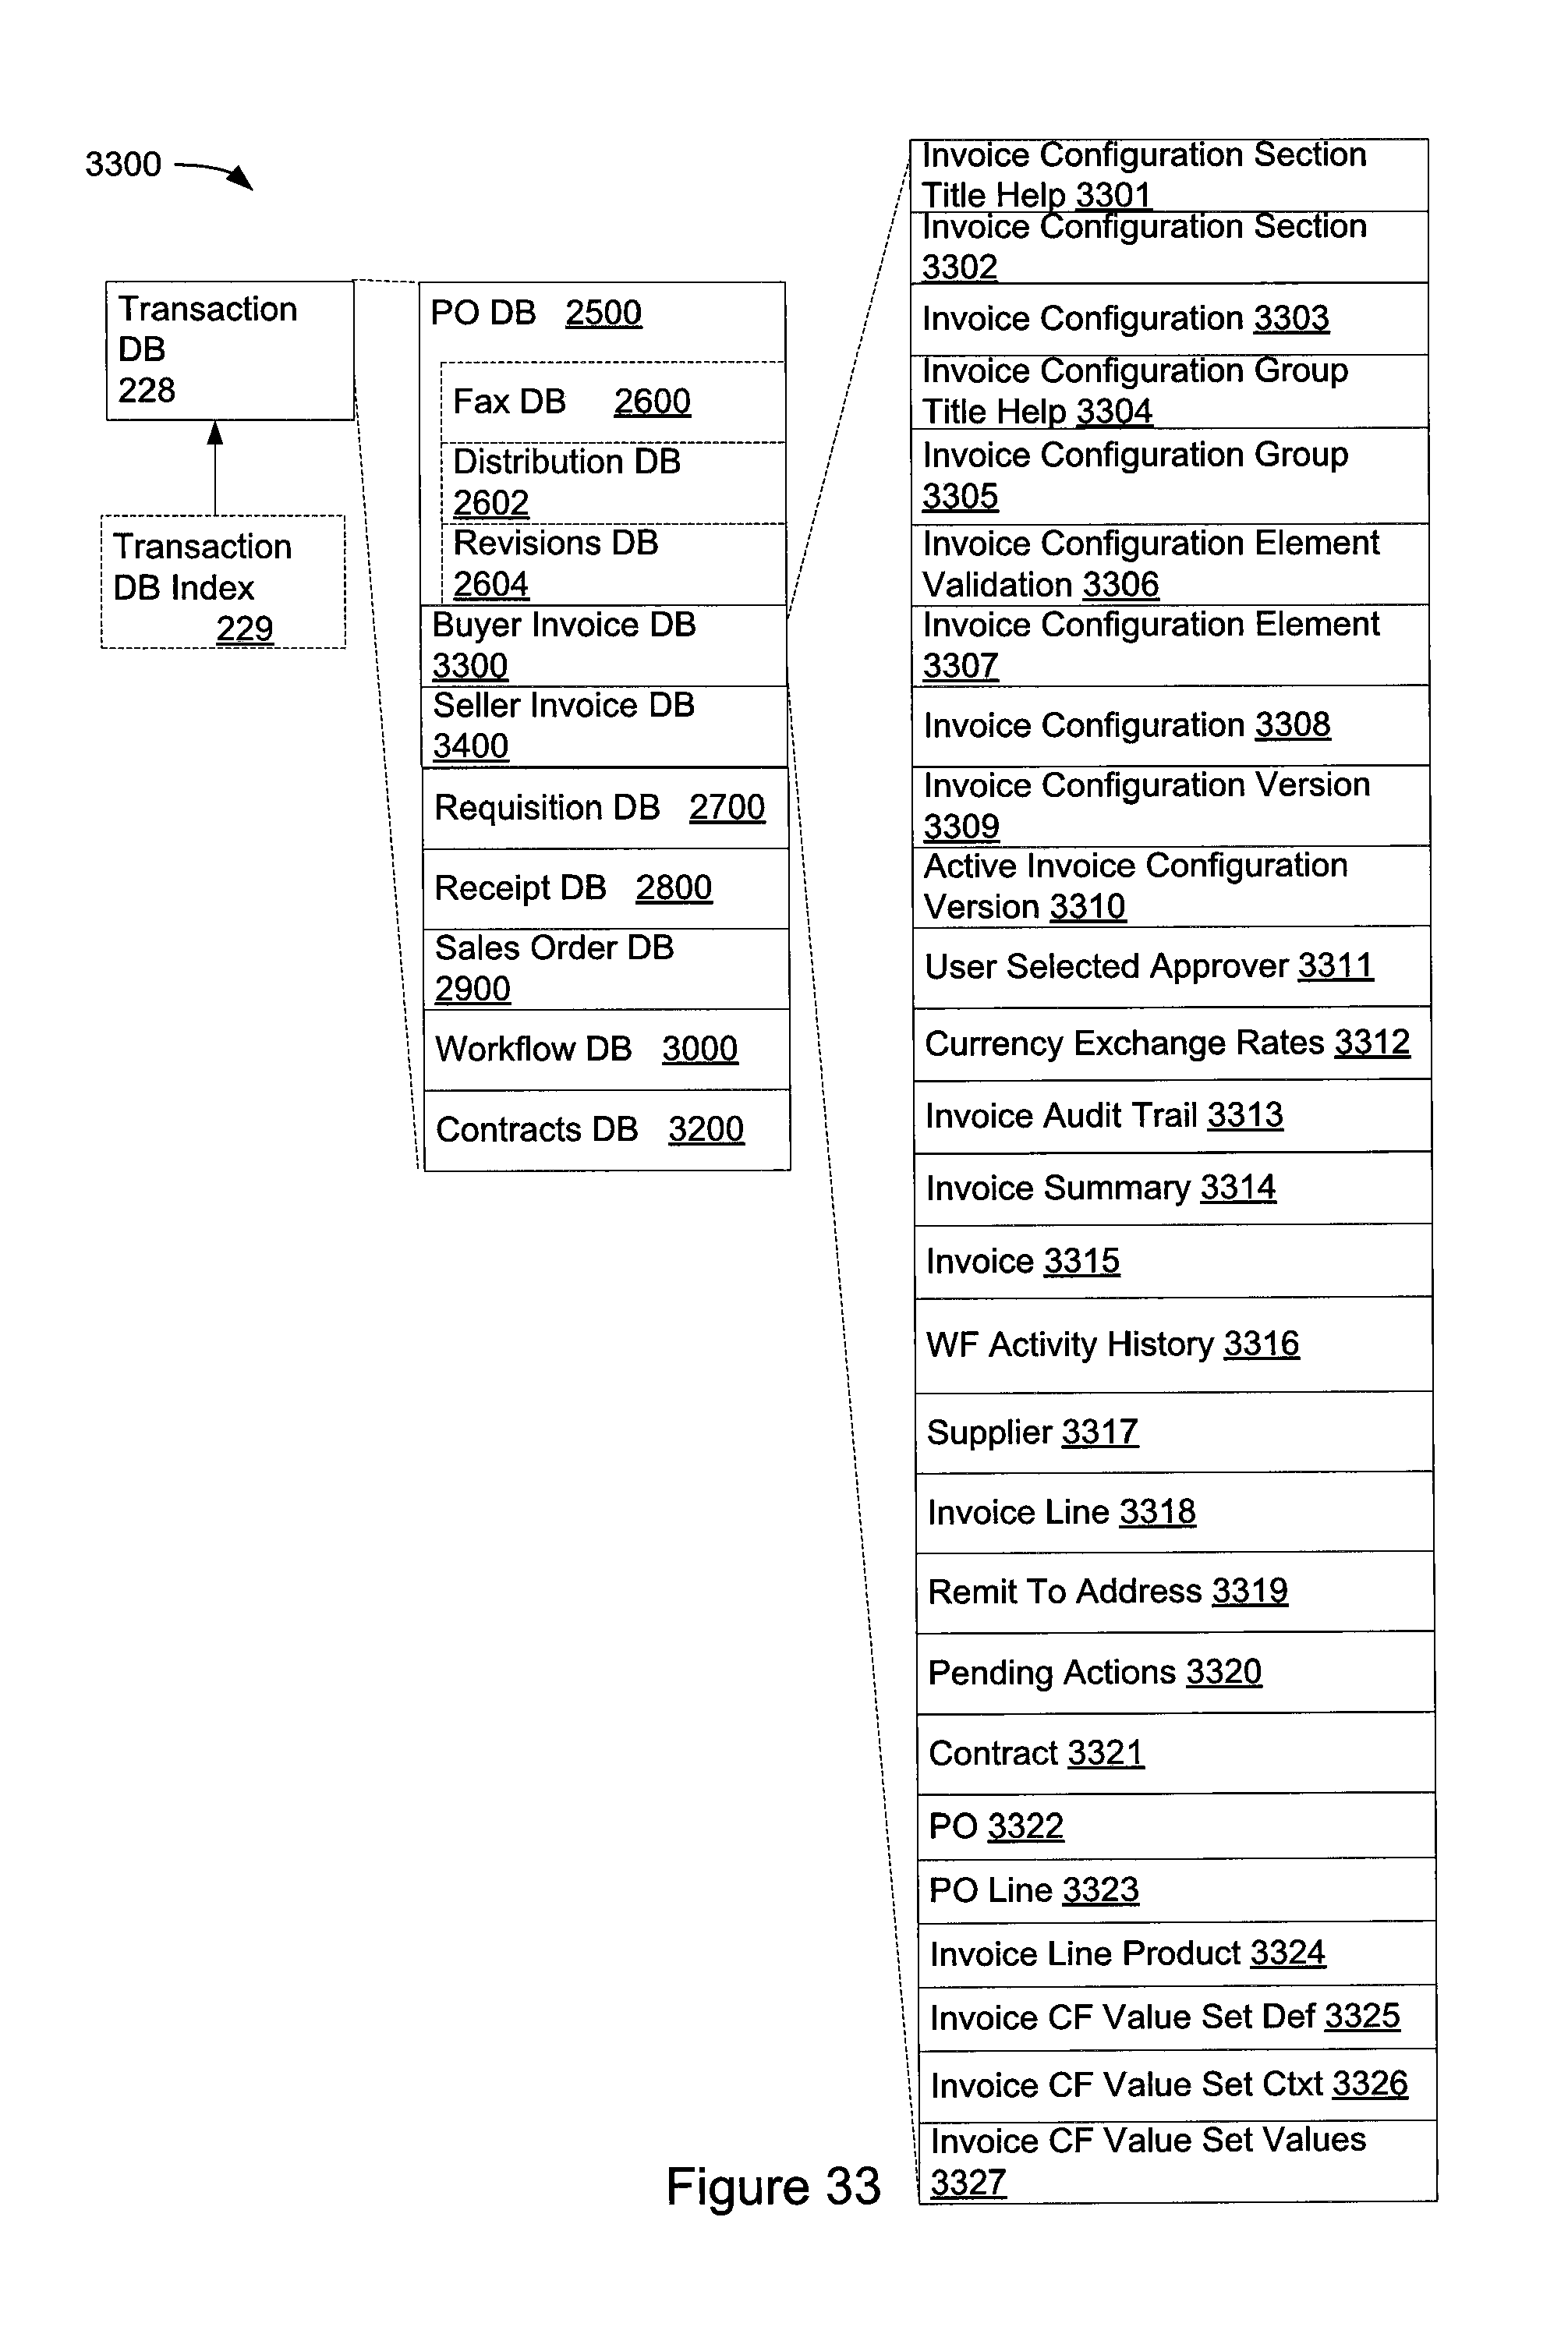 3300
Transaction
DB
228
Transaction
DB Index
229
PO DB 2500
Fax DB 2600
Distribution DB
2602
Revisions DB
2604
Buyer Invoice DB
3300
Seller Invoice DB
3400
Requisition DB 2700
Receipt DB 2800
Sales Order DB
2900
Workflow DB 3000
Contracts DB 3200
Invoice Configuration Section
Title Help 3301
Invoice Configuration Section
3302
Invoice Configuration 3303
Invoice Configuration Group
Title Help 3304
Invoice Configuration Group
3305
Invoice Configuration Element
Validation 3306
Invoice Configuration Element
3307
Invoice Configuration 3308
Invoice Configuration Version
3309
Active Invoice Configuration
Version 3310
User Selected Approver 3311
Currency Exchange Rates 3312
Invoice Audit Trail 3313
Invoice Summary 3314
Invoice 3315
WF Activity History 3316
Supplier 3317
Invoice Line 3318
Remit To Address 3319
Pending Actions 3320
Contract 3321
PO 3322
PO Line 3323
Invoice Line Product 3324
Invoice CF Value Set Def 3325
Invoice CF Value Set Ctxt 3326
Invoice CF Value Set Values
3327
Figure 33